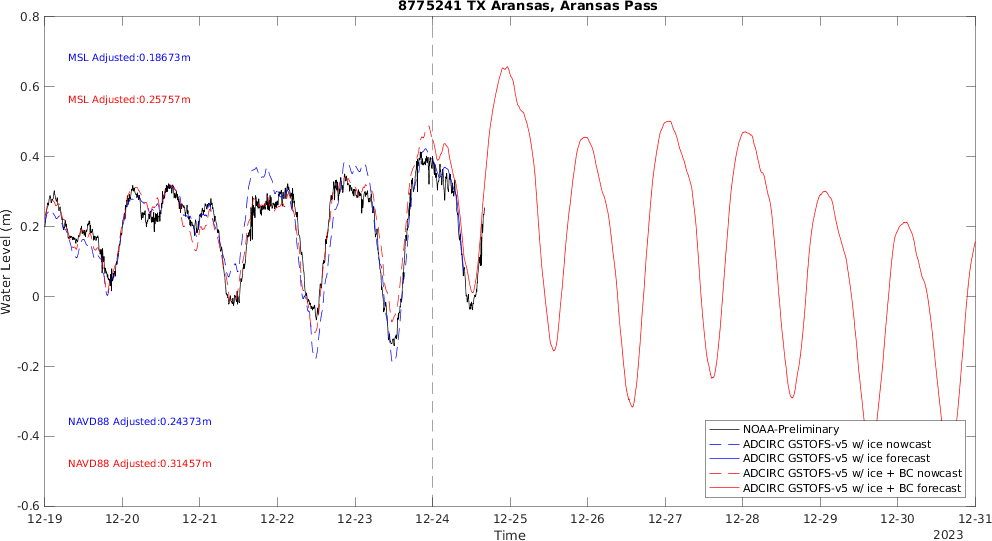 8775241 TX Aransas, Aransas Pass
0.8
0.6
0.4
0.2
0
-0.2
-0.4
-0.6
Water Level (m)
MSL Adjusted:0.18673m
MSL Adjusted:0.25757m
NAVD88 Adjusted:0.24373m
NAVD88 Adjusted:0.31457m
NOAA-Preliminary
ADCIRC GSTOFS-v5 w/ ice nowcast
ADCIRC GSTOFS-v5 w/ ice forecast
ADCIRC GSTOFS-v5 w/ ice + BC nowcast
ADCIRC GSTOFS-v5 w/ ice + BC forecast
12-19 12-20 12-21 12-22 12-23 12-24 12-25 12-26 12-27 12-28 12-29 12-30 12-31
Time
2023